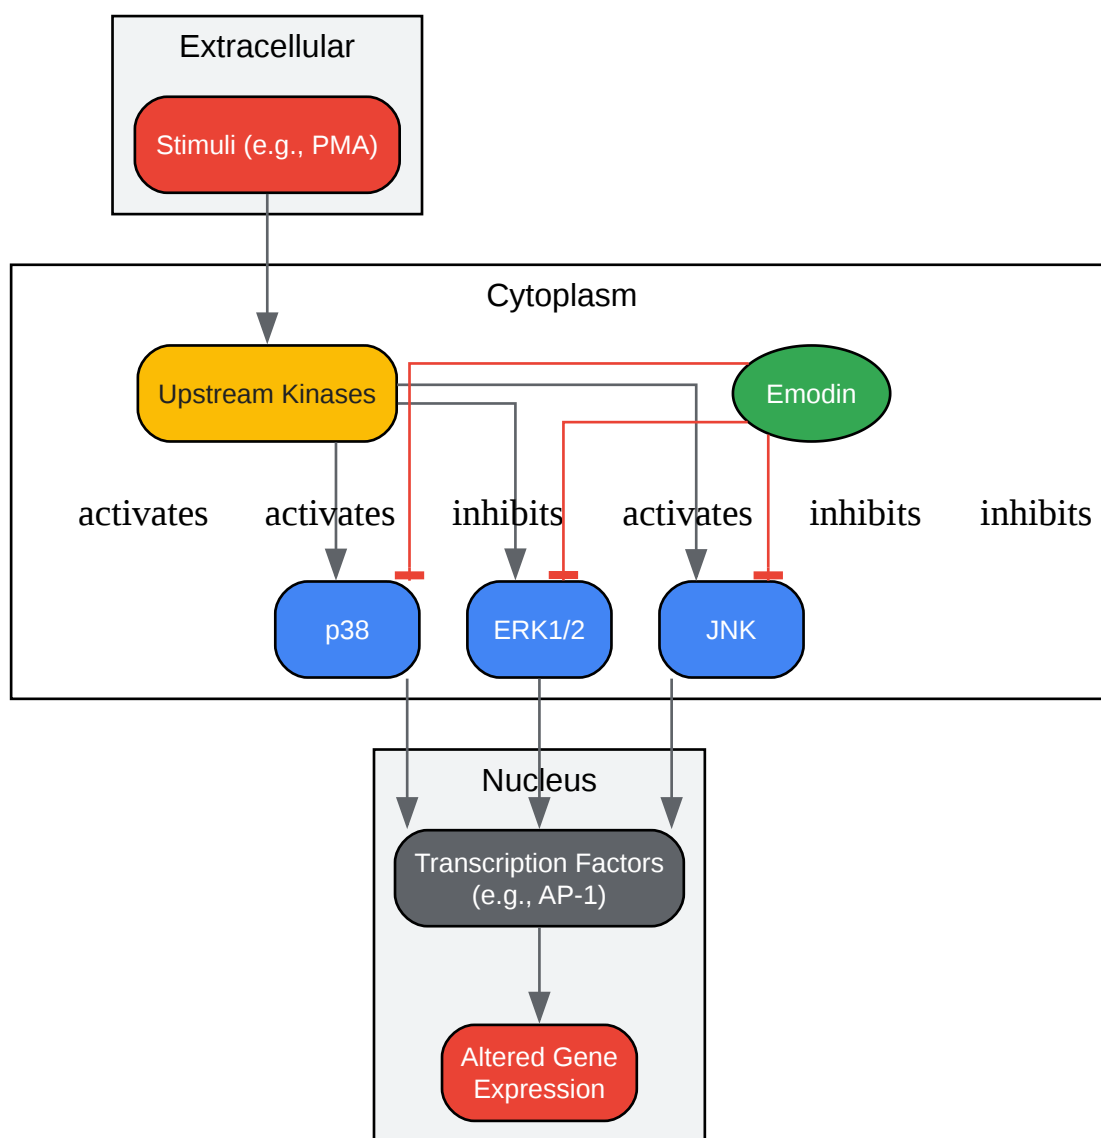 Extracellular
Stimuli (e.g., PMA)
Cytoplasm
Upstream Kinases
Emodin
activates
activates
inhibits
activates
inhibits
inhibits
p38
ERK1/2
JNK
Nucleus
Transcription Factors
(e.g., AP-1)
Altered Gene
Expression